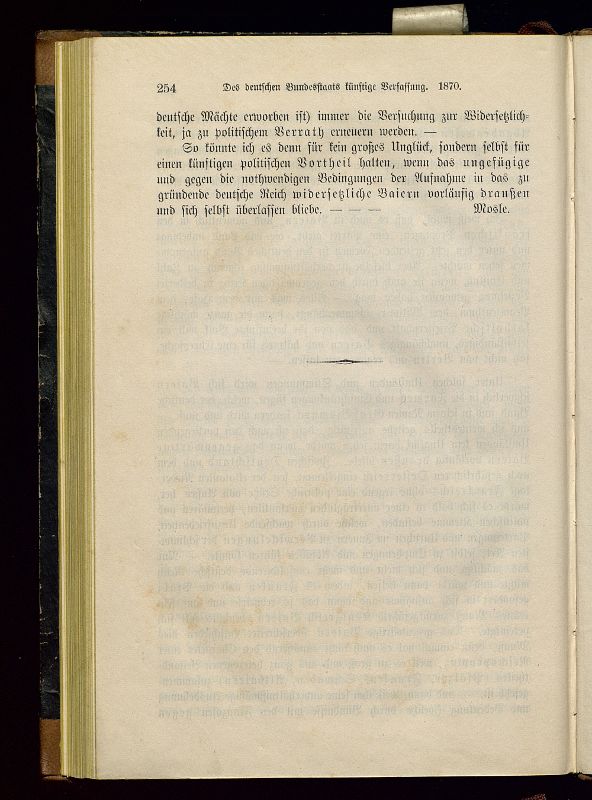 254 Des deutschen Bundesstaats künftige Verfassung. 1870.
deutsche Mächte erworben ist) immer die Versuchung zur Widersetzlich-
keit, ja zu politischem Verrath erneuern werden. —
So könnte ich es denn für kein großes Unglück, sondern selbst für
einen künftigen politischen Vortheil halten, wenn das ungefügige
und gegen die nothwendigen Bedingungen der Aufnahme in das zu
gründende deutsche Reich widersetzliche Baiern vorläufig draußen
und sich selbst überlassen bliebe. — — — Mosle.